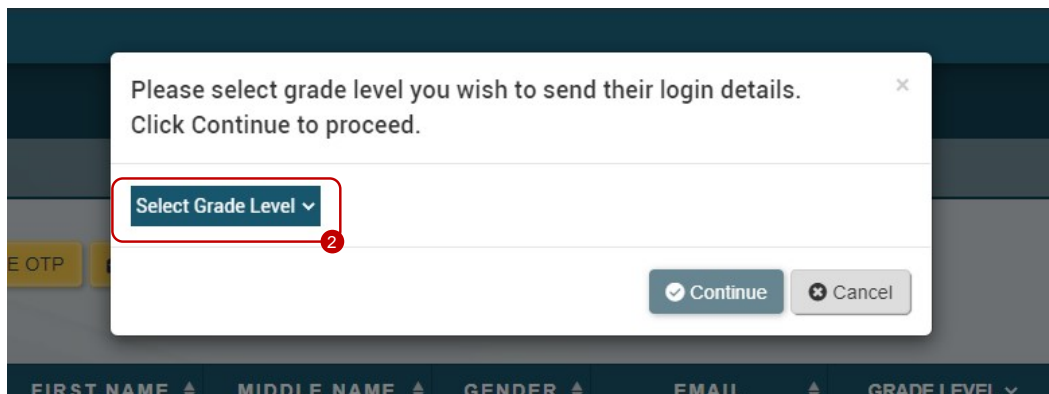 Please select grade level you wish to send their login details.
Click Continue to proceed.
×
Select Grade Level
2
E OTP
Continue
Cancel
FIRST NAME MIDDLE NAME GENDER EMAIL GRADE LEVEL